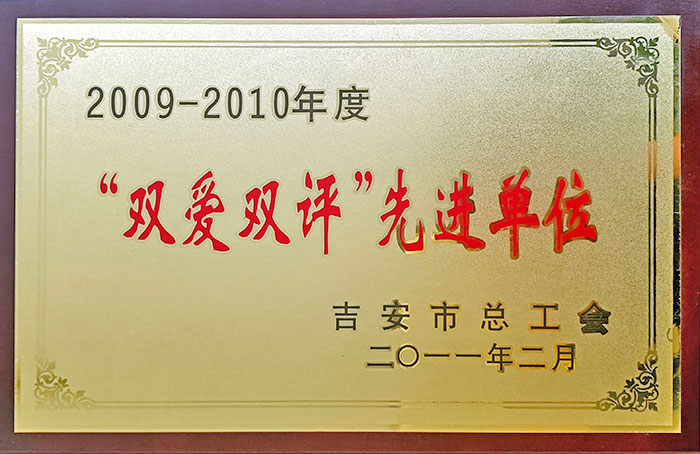 2009-2010年度
“双爱双评”先进单位
吉安市总工会
二〇一一年二月